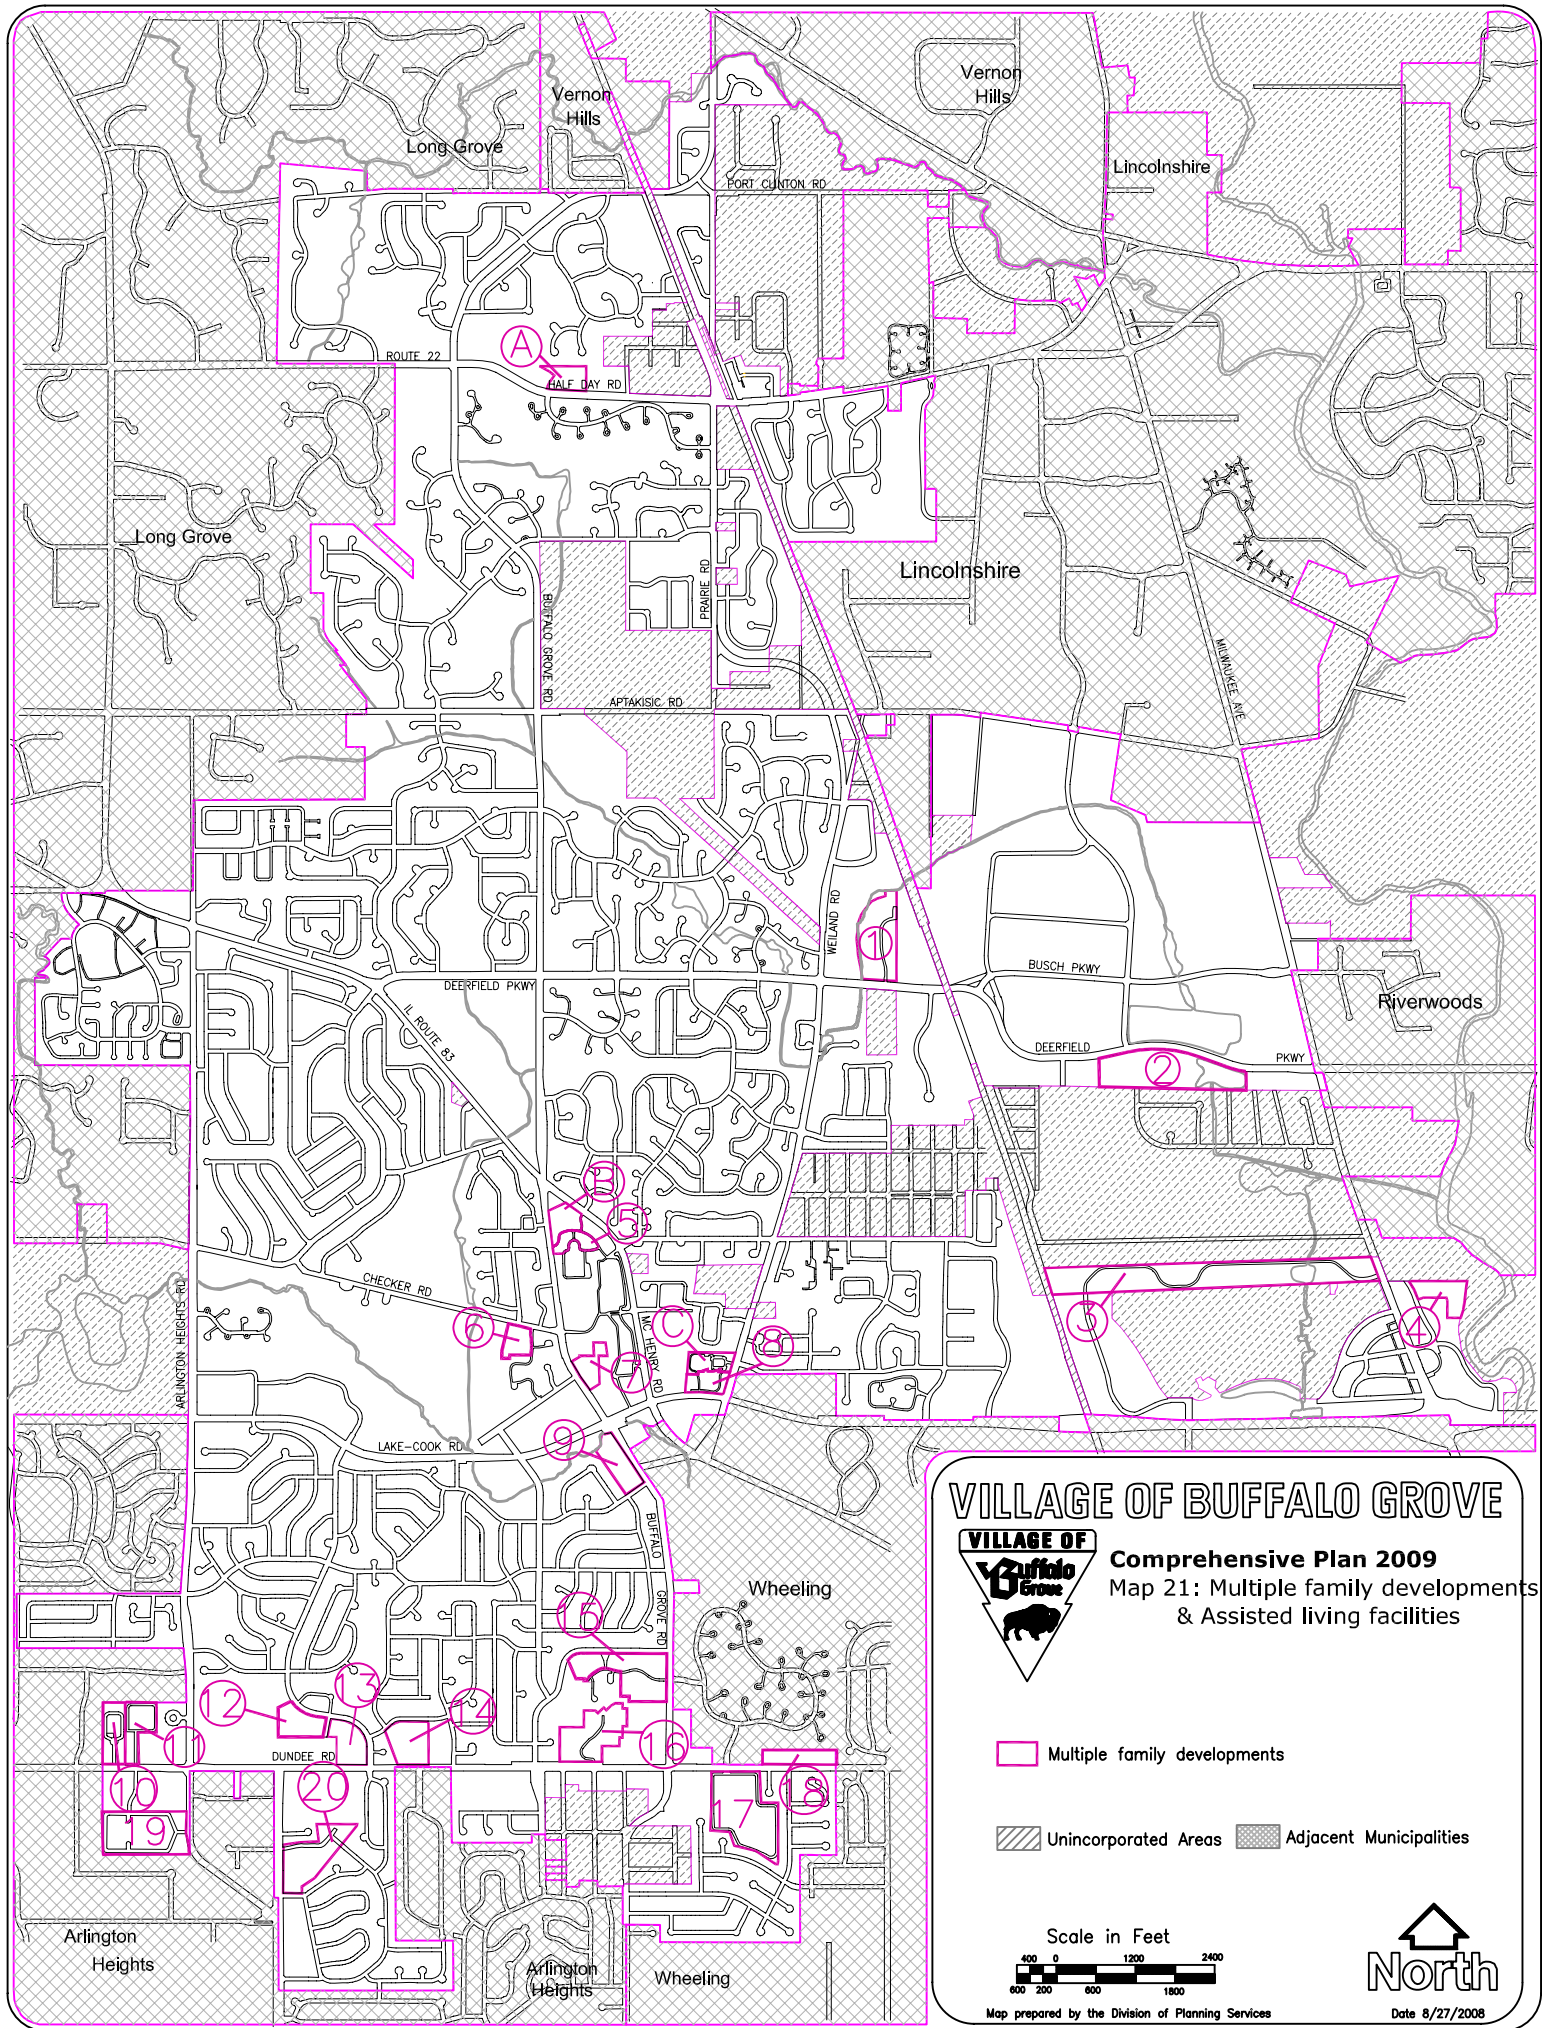 Vernon
Hills
Long Grove
Vernon
Hills
Lincolnshire
PORT CLINTON RD
A
ROUTE 22
HALF DAY RD
Long Grove
Lincolnshire
BUFFALO GROVE RD
PRAIRIE RD
MILWAUKEE AVE
APTAKISIC RD
WEILAND RD
1
BUSCH PKWY
DEERFIELD PKWY
Riverwoods
IL ROUTE 83
DEERFIELD
PKWY
2
B
5
ARLINGTON HEIGHTS RD
CHECKER RD
6
MC HENRY RD
C
8
7
3
4
LAKE-COOK RD
9
BUFFALO
GROVE RD
Wheeling
15
12
13
14
11
DUNDEE RD
16
10
20
18
17
19
Arlington
Heights
Arlington
Heights
Wheeling
VILLAGE OF BUFFALO GROVE
VILLAGE OF
Buffalo
Grove
Comprehensive Plan 2009
Map 21: Multiple family developments
& Assisted living facilities
Multiple family developments
Unincorporated Areas
Adjacent Municipalities
Scale in Feet
400 0 1200 2400
600 200 600 1800
North
Map prepared by the Division of Planning Services
Date 8/27/2008